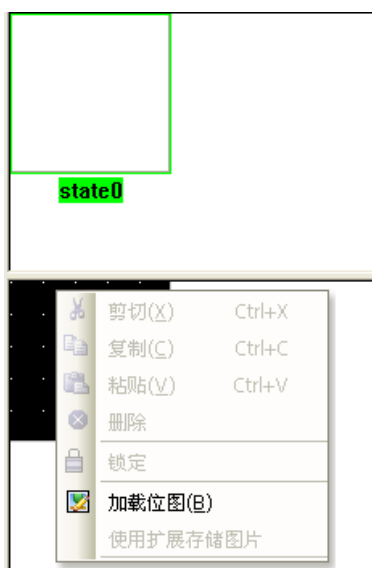 state0
剪切(X) Ctrl+X
复制(C) Ctrl+C
粘贴(V) Ctrl+V
删除
锁定
加载位图(B)
使用扩展存储图片